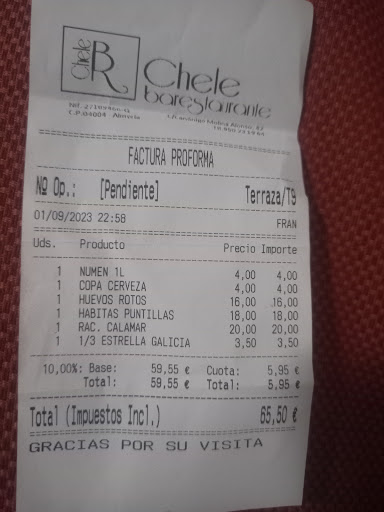 Chele
BR
Chele
barestaurante
C.P.04004 - Almeria
FACTURA PROFORMA
Nº Op.: [Pendiente] Terraza/T9
01/09/2023 22:58
FRAN
Uds. Producto Precio Importe
1 NUMEN 1L 4,00 4,00
1 COPA CERVEZA 4,00 4,00
1 HUEVOS ROTOS 16,00 16,00
1 HABITAS PUNTILLAS 18,00 18,00
1 RAC. CALAMAR 20,00 20,00
1 1/3 ESTRELLA GALICIA 3,50 3,50
10,00%: Base: 59,55 € Cuota: 5,95 €
Total: 59,55 € Total: 5,95 €
Total (Impuestos Incl.) 65,50 €
GRACIAS POR SU VISITA